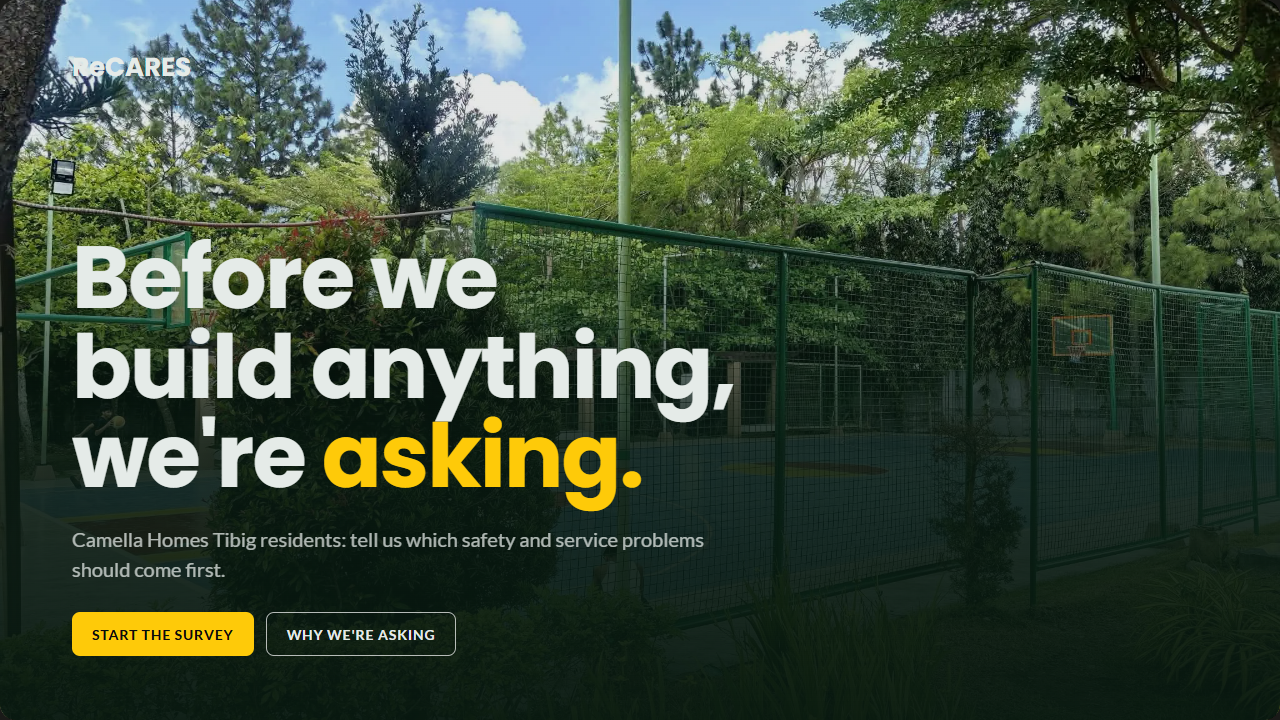 ReCARES
Before we
build anything,
we're asking.
Camella Homes Tibig residents: tell us which safety and service problems
should come first.
START THE SURVEY
WHY WE'RE ASKING